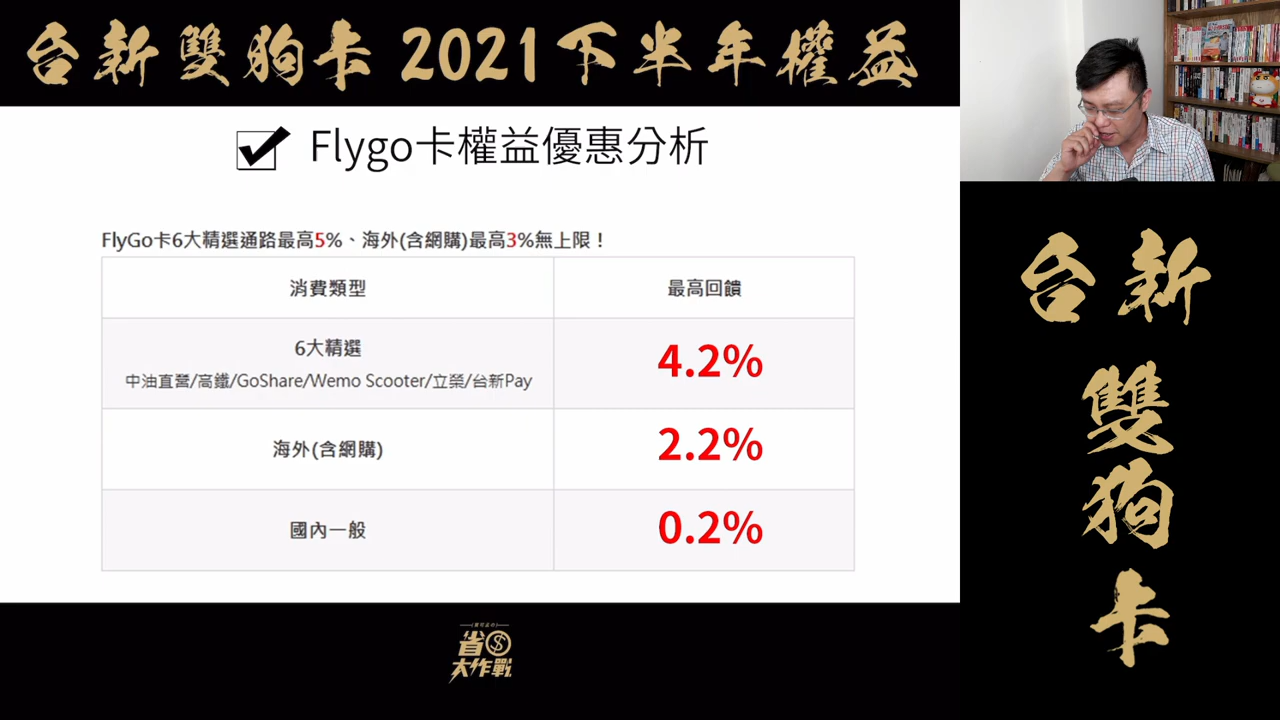 台新雙狗卡 2021下半年權益
Flygo卡權益優惠分析
FlyGo卡6大精選通路最高5%、海外(含網購)最高3%無上限！
消費類型
最高回饋
6大精選
中油直營/高鐵/GoShare/Wemo Scooter/立榮/台新Pay
4.2%
海外(含網購)
2.2%
國內一般
0.2%
台新
雙
狗
卡
省
大作戰